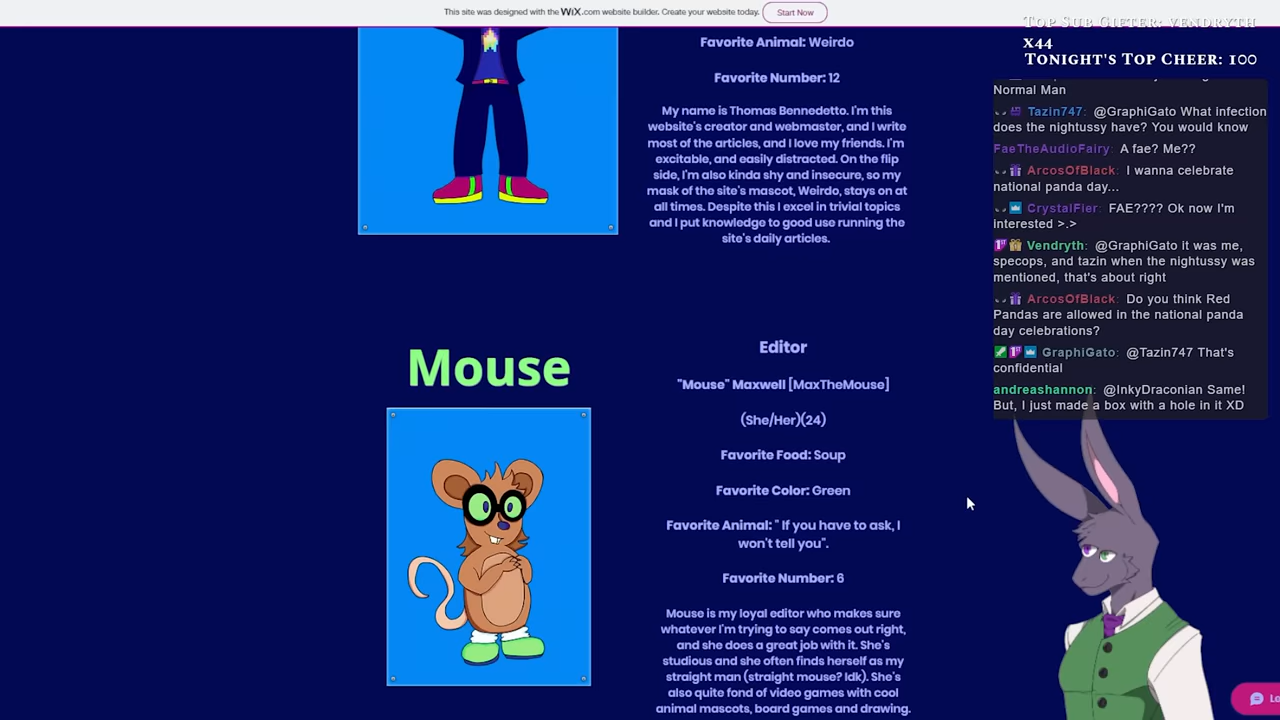 This site was designed with the WIX.com website builder. Create your website today.
Start Now
Favorite Animal: Weirdo
Favorite Number: 12
My name is Thomas Bennedetto. I'm this
website's creator and webmaster, and I write
most of the articles, and I love my friends. I'm
excitable, and easily distracted. On the flip
side, I'm also kinda shy and insecure, so my
mask of the site's mascot, Weirdo, stays on at
all times. Despite this I excel in trivial topics
and I put knowledge to good use running the
site's daily articles.
Mouse
Editor
"Mouse" Maxwell [MaxTheMouse]
(She/Her)(24)
Favorite Food: Soup
Favorite Color: Green
Favorite Animal: " If you have to ask, I
won't tell you".
Favorite Number: 6
Mouse is my loyal editor who makes sure
whatever I'm trying to say comes out right,
and she does a great job with it. She's
studious and she often finds herself as my
straight man (straight mouse? Idk). She's
also quite fond of video games with cool
animal mascots, board games and drawing.
Top Sub Gifter: vendryth
x44
Tonight's Top Cheer: 100
Normal Man
Tazin747: @GraphiGato What infection
does the nightussy have? You would know
FaeTheAudioFairy: A fae? Me??
ArcosOfBlack: I wanna celebrate
national panda day...
CrystalFier: FAE???? Ok now I'm
interested >.>
Vendryth: @GraphiGato it was me,
specops, and tazin when the nightussy was
mentioned, that's about right
ArcosOfBlack: Do you think Red
Pandas are allowed in the national panda
day celebrations?
GraphiGato: @Tazin747 That's
confidential
andreashannon: @InkyDraconian Same!
But, I just made a box with a hole in it XD
Le